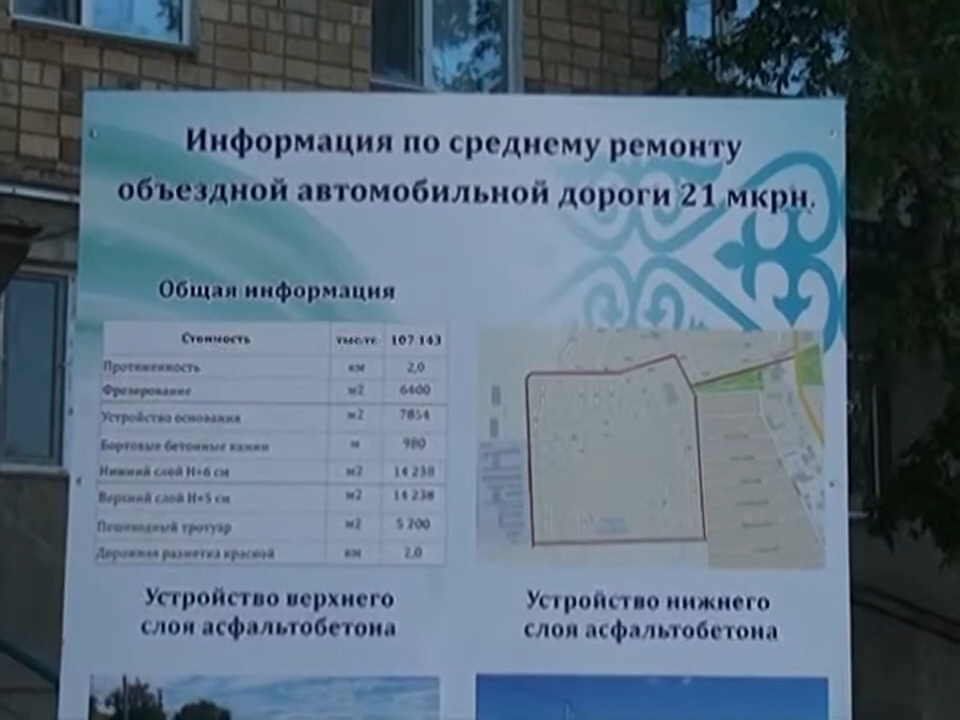 Информация по среднему ремонту
объездной автомобильной дороги 21 мкрн.
Общая информация
Стоимость тыс.тг. 107 143
Протяженность км 2,0
Фрезерование м2 6400
Устройство основания м2 7854
Бортовые бетонные камни м 980
Нижний слой Н=6 см м2 14 238
Верхний слой Н=5 см м2 14 238
Пешеходный тротуар м2 5 200
Дорожная разметка краской км 2,0
Устройство верхнего
слоя асфальтобетона
Устройство нижнего
слоя асфальтобетона